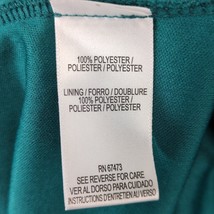 100% POLYESTER /
POLIESTER / POLYESTER
LINING / FORRO / DOUBLURE
100% POLYESTER /
POLIESTER / POLYESTER
RN 67473
SEE REVERSE FOR CARE
VER AL DORSO PARA CUIDADO
INSTRUCTIONS D'ENTRETIEN AU VERSO